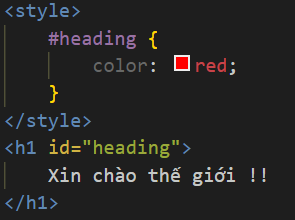 <style>
#heading {
color: red;
}
</style>
<h1 id="heading">
Xin chào thế giới !!
</h1>